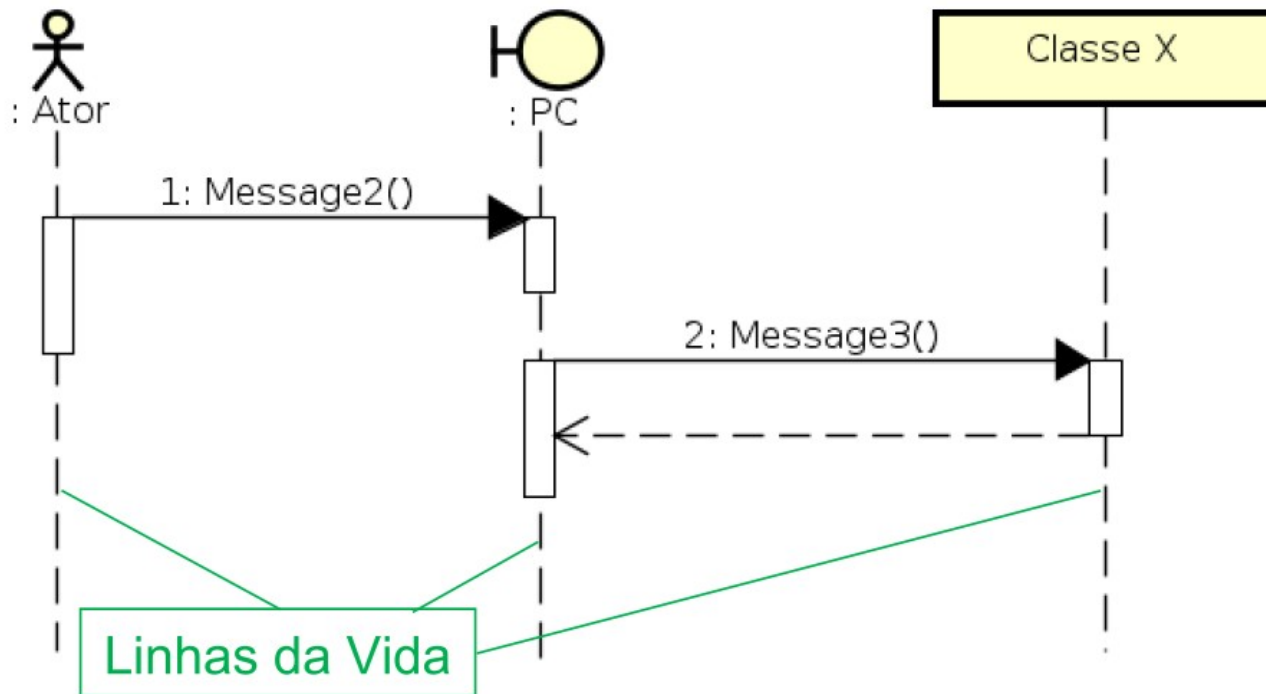 Classe X
: Ator
: PC
1: Message2()
2: Message3()
Linhas da Vida